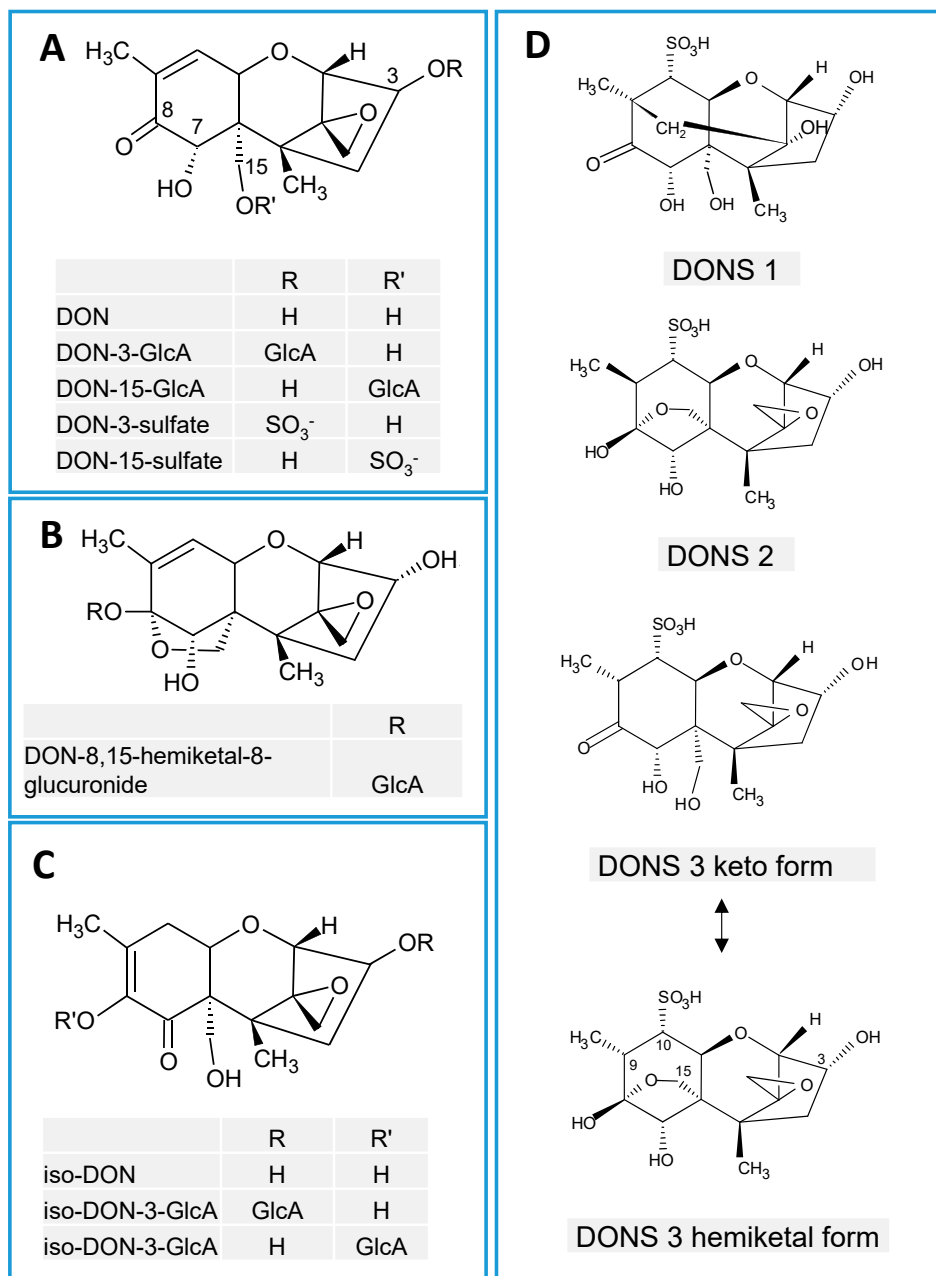 A
H₃C
O
H
3
OR
8
7
O
O
HO
15
CH₃
OR'
R R'
DON H H
DON-3-GlcA GlcA H
DON-15-GlcA H GlcA
DON-3-sulfate SO₃⁻ H
DON-15-sulfate H SO₃⁻
B
H₃C
O
H
OH
RO
O
O
HO
CH₃
R
DON-8,15-hemiketal-8-
glucuronide GlcA
C
H₃C
O
H
OR
O
R'O
O
CH₃
OH
R R'
iso-DON H H
iso-DON-3-GlcA GlcA H
iso-DON-3-GlcA H GlcA
D
SO₃H
H₃C
O
H
OH
CH₂
OH
O
OH
OH
CH₃
DONS 1
SO₃H
H₃C
O
H
OH
O
O
HO
HO
CH₃
DONS 2
SO₃H
H₃C
O
H
OH
O
O
HO
HO
CH₃
DONS 3 keto form
SO₃H
H₃C
10
O
H
3
OH
9
15
O
O
HO
HO
CH₃
DONS 3 hemiketal form